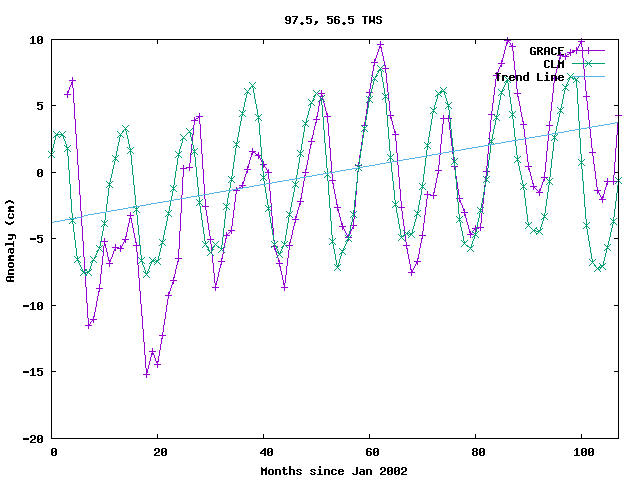 97.5, 56.5 TWS
GRACE
CLM
Trend Line
10
5
0
-5
-10
-15
-20
Anomaly (cm)
0 20 40 60 80 100
Months since Jan 2002